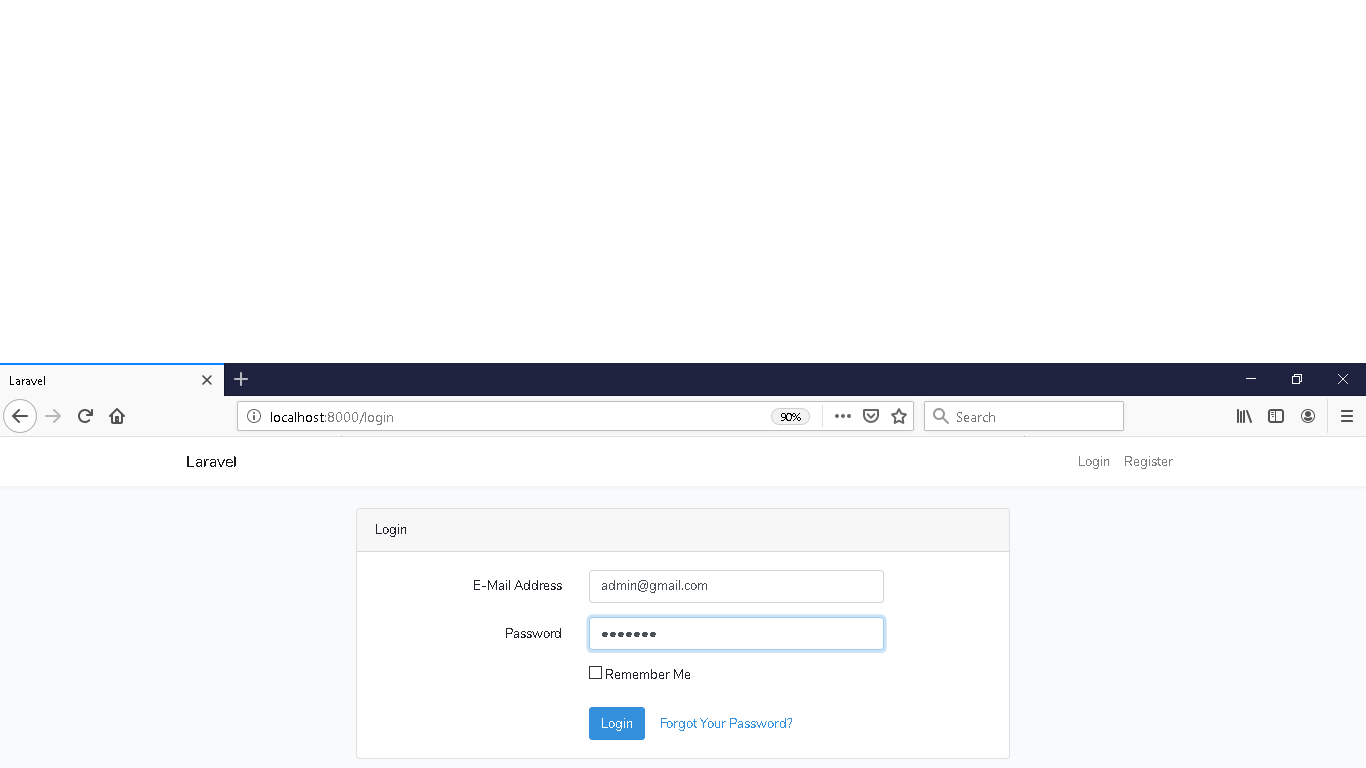 Laravel
localhost:8000/login 90% Search
Laravel Login Register
Login
E-Mail Address admin@gmail.com
Password •••••••
Remember Me
Login Forgot Your Password?